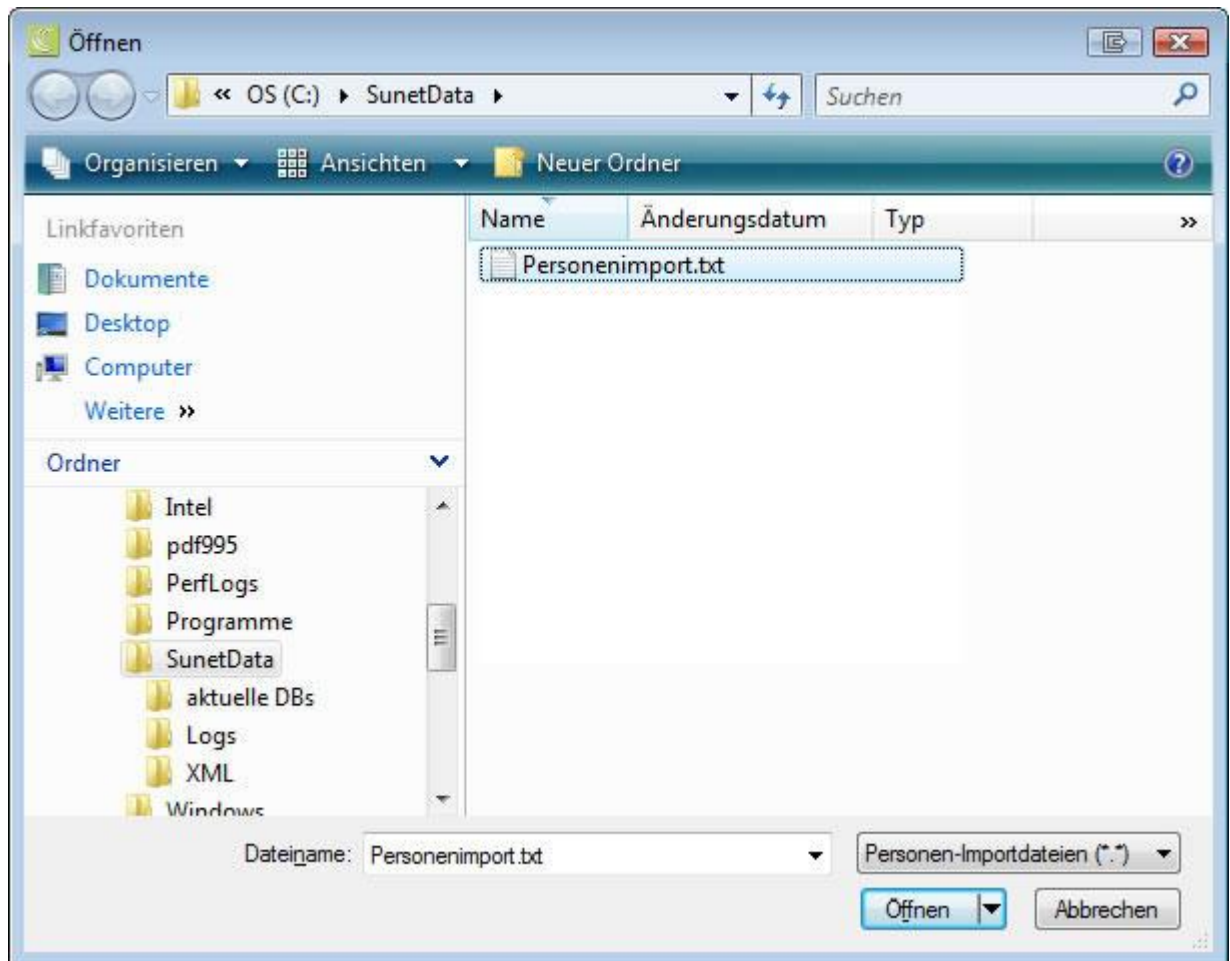 Öffnen
« OS (C:) ▸ SunetData ▸ Suchen
Organisieren Ansichten Neuer Ordner
Linkfavoriten
Name Änderungsdatum Typ »
Personenimport.txt
Dokumente
Desktop
Computer
Weitere »
Ordner
Intel
pdf995
PerfLogs
Programme
SunetData
aktuelle DBs
Logs
XML
Windows
Dateiname: Personenimport.txt Personen-Importdateien (*.*)
Öffnen Abbrechen